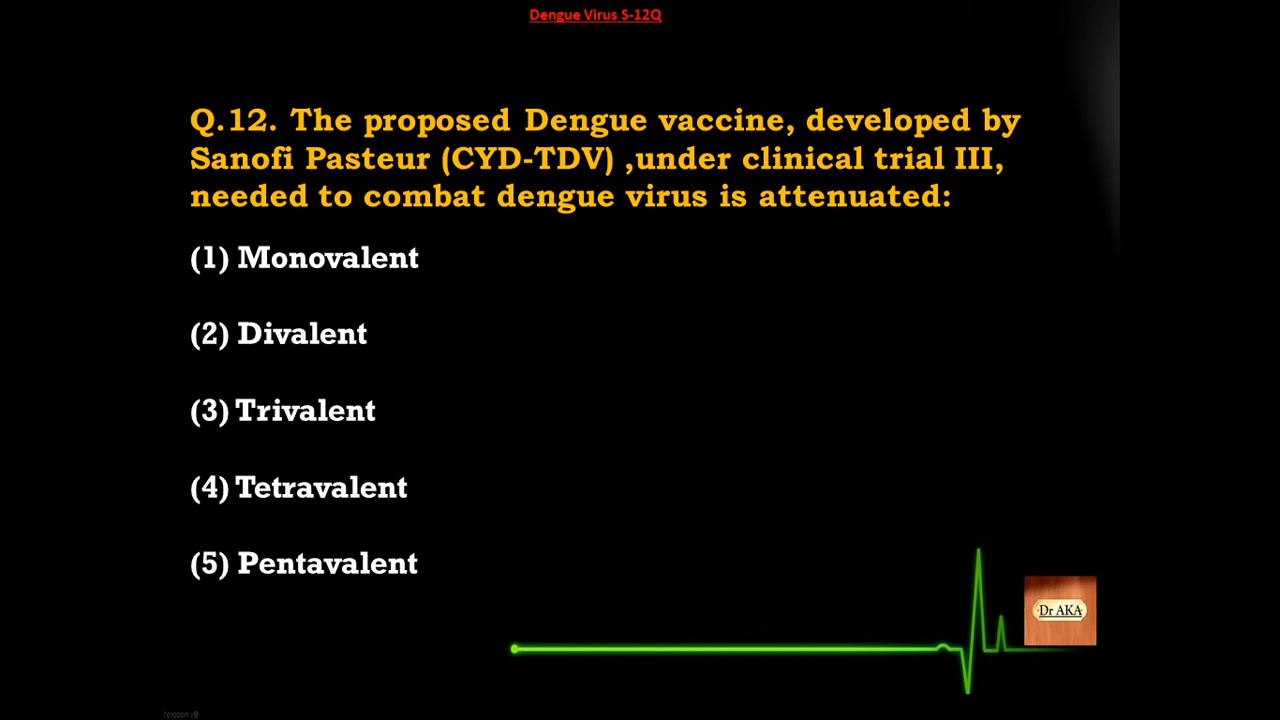 Dengue Virus S-12Q
Q.12. The proposed Dengue vaccine, developed by
Sanofi Pasteur (CYD-TDV) ,under clinical trial III,
needed to combat dengue virus is attenuated:
(1) Monovalent
(2) Divalent
(3) Trivalent
(4) Tetravalent
(5) Pentavalent
Dr AKA